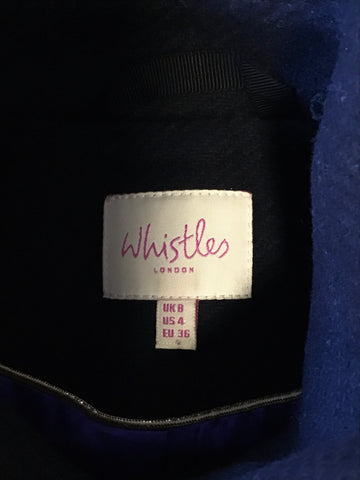 Whistles
LONDON
UK 8
US 4
EU 36